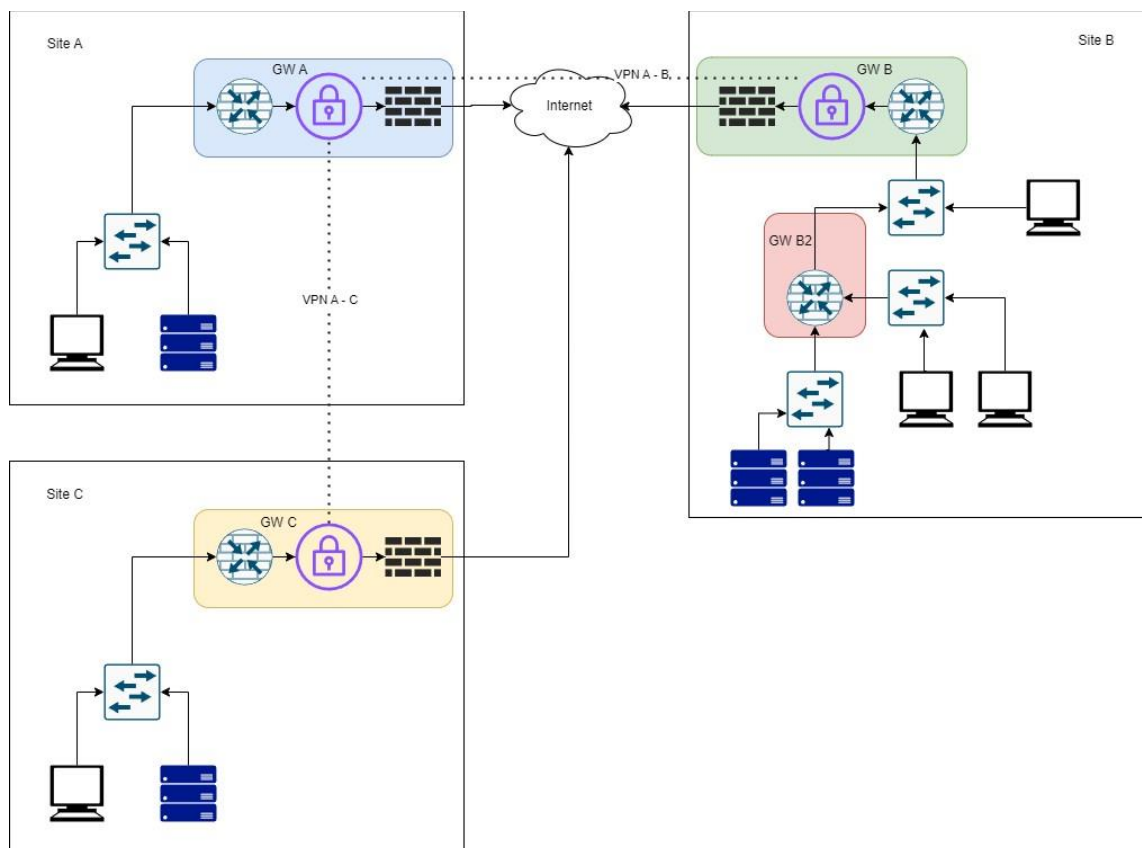 Site A
GW A
VPN A - B
Internet
GW B
Site B
GW B2
VPN A - C
Site C
GW C